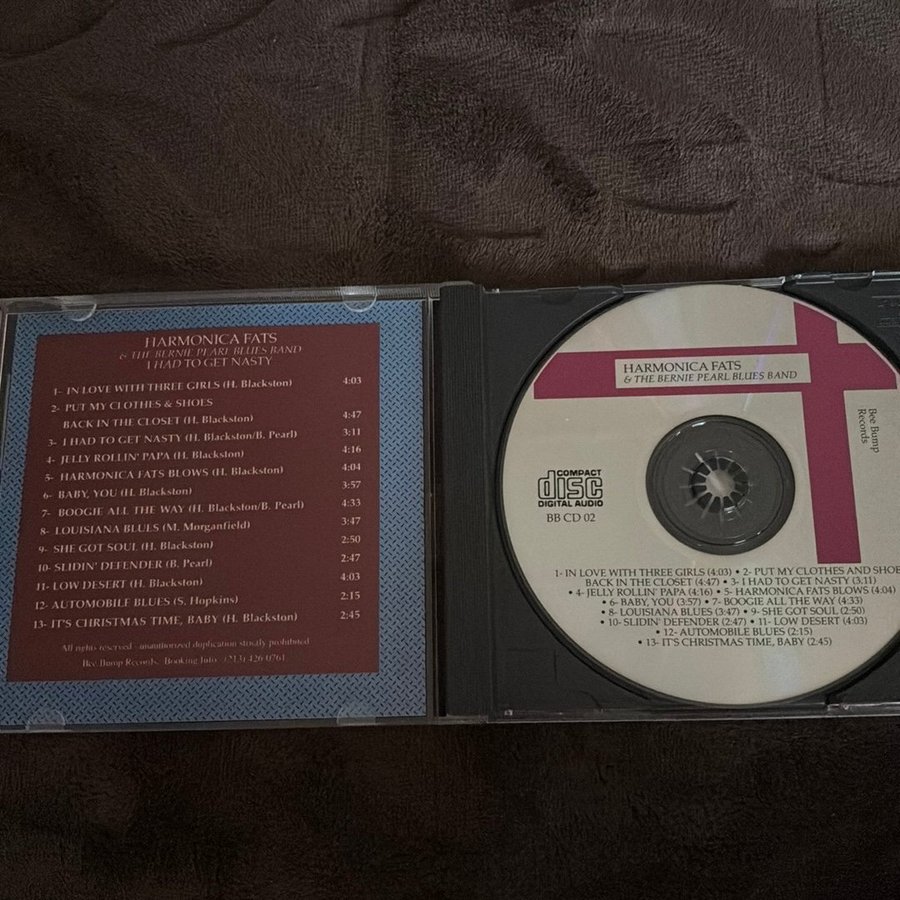 HARMONICA FATS
& THE BERNIE PEARL BLUES BAND
I HAD TO GET NASTY
1- IN LOVE WITH THREE GIRLS (H. Blackston) 4:03
2- PUT MY CLOTHES & SHOES
BACK IN THE CLOSET (H. Blackston) 4:47
3- I HAD TO GET NASTY (H. Blackston/B. Pearl) 3:11
4- JELLY ROLLIN' PAPA (H. Blackston) 4:16
5- HARMONICA FATS BLOWS (H. Blackston) 4:04
6- BABY, YOU (H. Blackston) 3:57
7- BOOGIE ALL THE WAY (H. Blackston/B. Pearl) 4:33
8- LOUISIANA BLUES (M. Morganfield) 3:47
9- SHE GOT SOUL (H. Blackston) 2:50
10- SLIDIN' DEFENDER (B. Pearl) 2:47
11- LOW DESERT (H. Blackston) 4:03
12- AUTOMOBILE BLUES (S. Hopkins) 2:15
13- IT'S CHRISTMAS TIME, BABY (H. Blackston) 2:45
All rights reserved - unauthorized duplication strictly prohibited
Bee Bump Records Booking Info (213) 426-0761
HARMONICA FATS
& THE BERNIE PEARL BLUES BAND
Bee Bump
Records
COMPACT
disc
DIGITAL AUDIO
BB CD 02
1- IN LOVE WITH THREE GIRLS (4:03) • 2- PUT MY CLOTHES AND SHOE
BACK IN THE CLOSET (4:47) • 3- I HAD TO GET NASTY (3:11)
• 4- JELLY ROLLIN' PAPA (4:16) • 5- HARMONICA FATS BLOWS (4:04)
• 6- BABY, YOU (3:57) • 7- BOOGIE ALL THE WAY (4:33)
• 8- LOUISIANA BLUES (3:47) • 9- SHE GOT SOUL (2:50)
• 10- SLIDIN' DEFENDER (2:47) • 11- LOW DESERT (4:03)
• 12- AUTOMOBILE BLUES (2:15)
• 13- IT'S CHRISTMAS TIME, BABY (2:45)